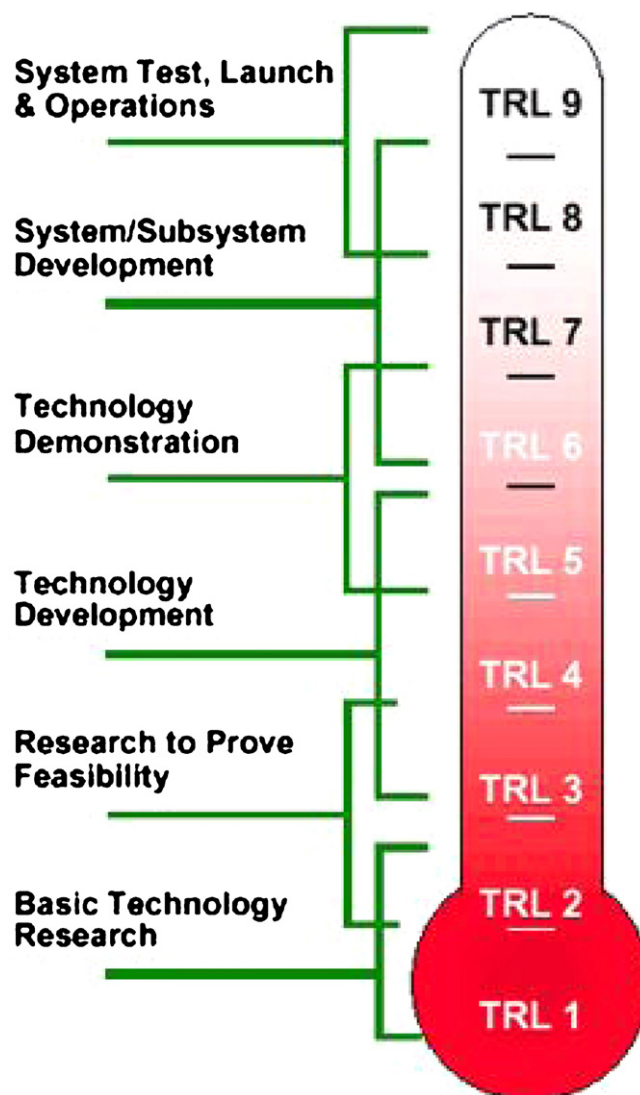 System Test, Launch
& Operations
System/Subsystem
Development
Technology
Demonstration
Technology
Development
Research to Prove
Feasibility
Basic Technology
Research
TRL 9
TRL 8
TRL 7
TRL 6
TRL 5
TRL 4
TRL 3
TRL 2
TRL 1